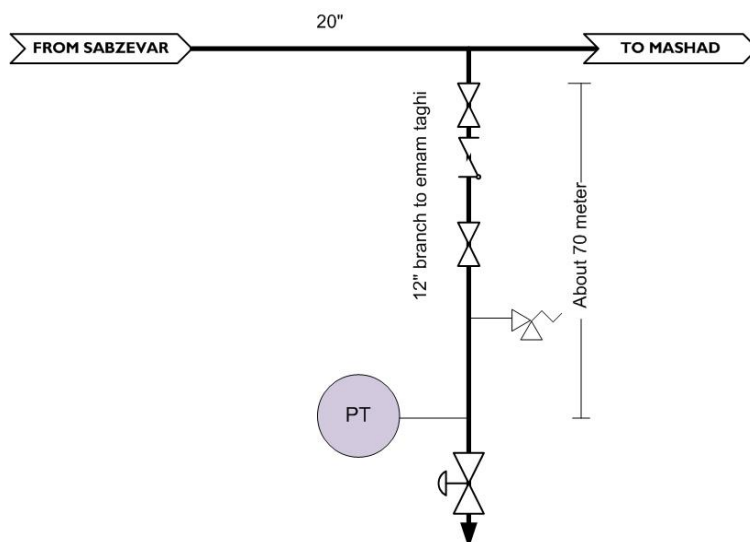 20"
FROM SABZEVAR
TO MASHAD
12" branch to emam taghi
About 70 meter
PT